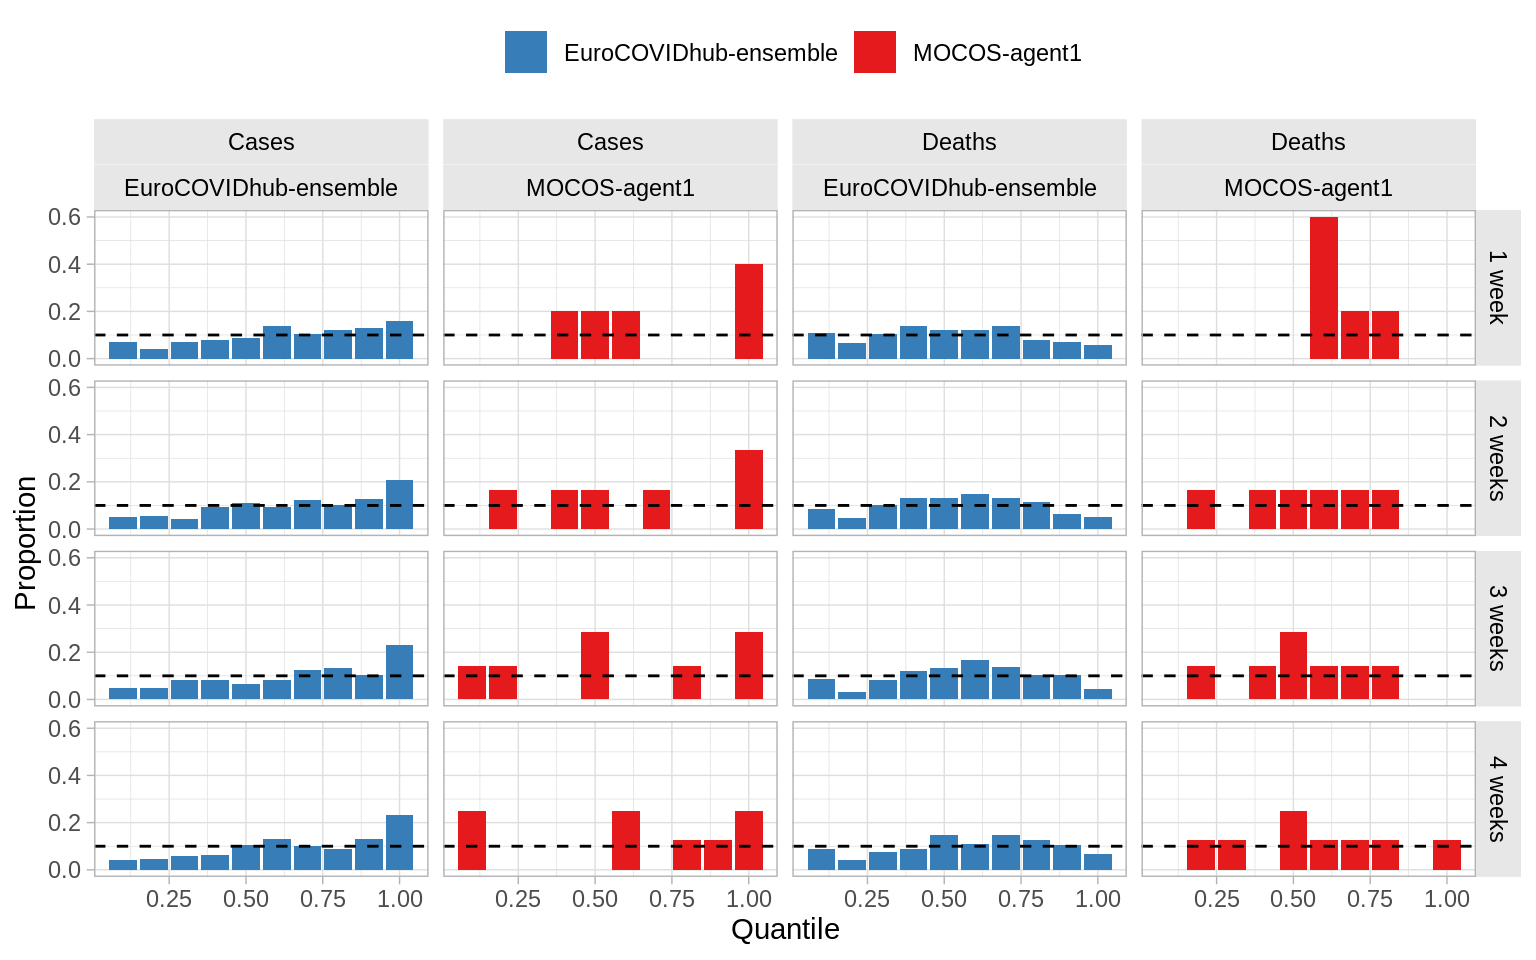 EuroCOVIDhub-ensemble MOCOS-agent1
Cases Cases Deaths Deaths
EuroCOVIDhub-ensemble MOCOS-agent1 EuroCOVIDhub-ensemble MOCOS-agent1
0.6
0.4
0.2
0.0
1 week
0.6
0.4
0.2
0.0
2 weeks
0.6
0.4
0.2
0.0
3 weeks
0.6
0.4
0.2
0.0
4 weeks
Proportion
0.25 0.50 0.75 1.00 0.25 0.50 0.75 1.00 0.25 0.50 0.75 1.00 0.25 0.50 0.75 1.00
Quantile